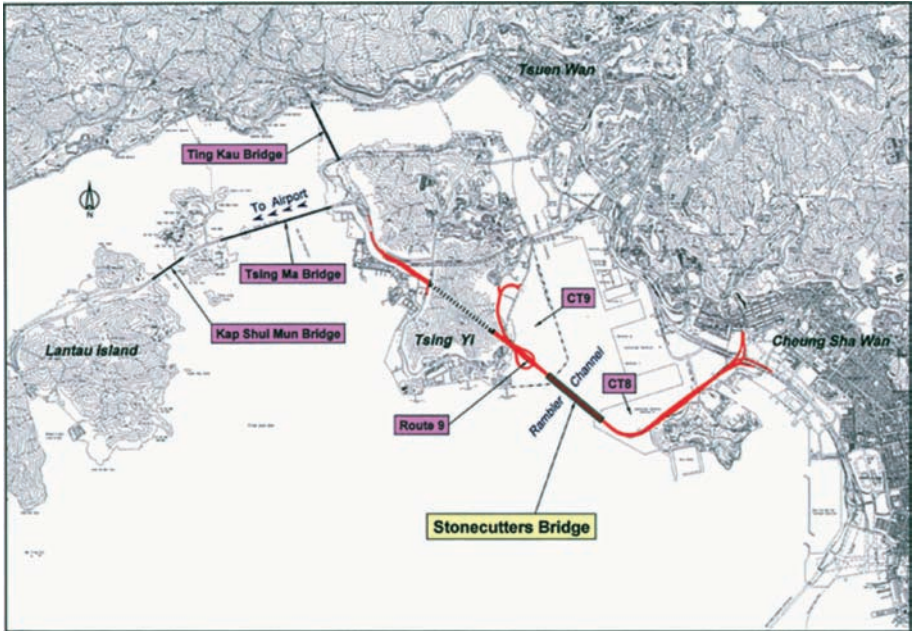 Tsuen Wan
Ting Kau Bridge
To Airport
N
Tsing Ma Bridge
Kap Shui Mun Bridge
Lantau Island
CT9
Tsing Yi
Cheung Sha Wan
Rambler Channel
CT8
Route 9
Stonecutters Bridge